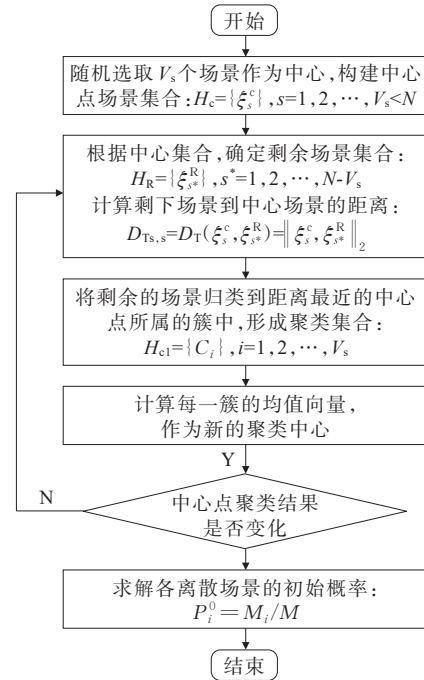 开始
随机选取 Vs个场景作为中心,构建中心
点场景集合:Hc={ξ_s^c},s=1,2,…,Vs<N
根据中心集合,确定剩余场景集合:
HR={ξ_{s*}^R},s*=1,2,…,N-Vs
计算剩下场景到中心场景的距离:
D_{Ts,s}=D_T(ξ_s^c,ξ_{s*}^R)=‖ξ_s^c,ξ_{s*}^R‖_2
将剩余的场景归类到距离最近的中心
点所属的簇中,形成聚类集合:
H_{c1}={C_i},i=1,2,…,Vs
计算每一簇的均值向量,
作为新的聚类中心
Y
N
中心点聚类结果
是否变化
求解各离散场景的初始概率:
P_i^0=M_i/M
结束